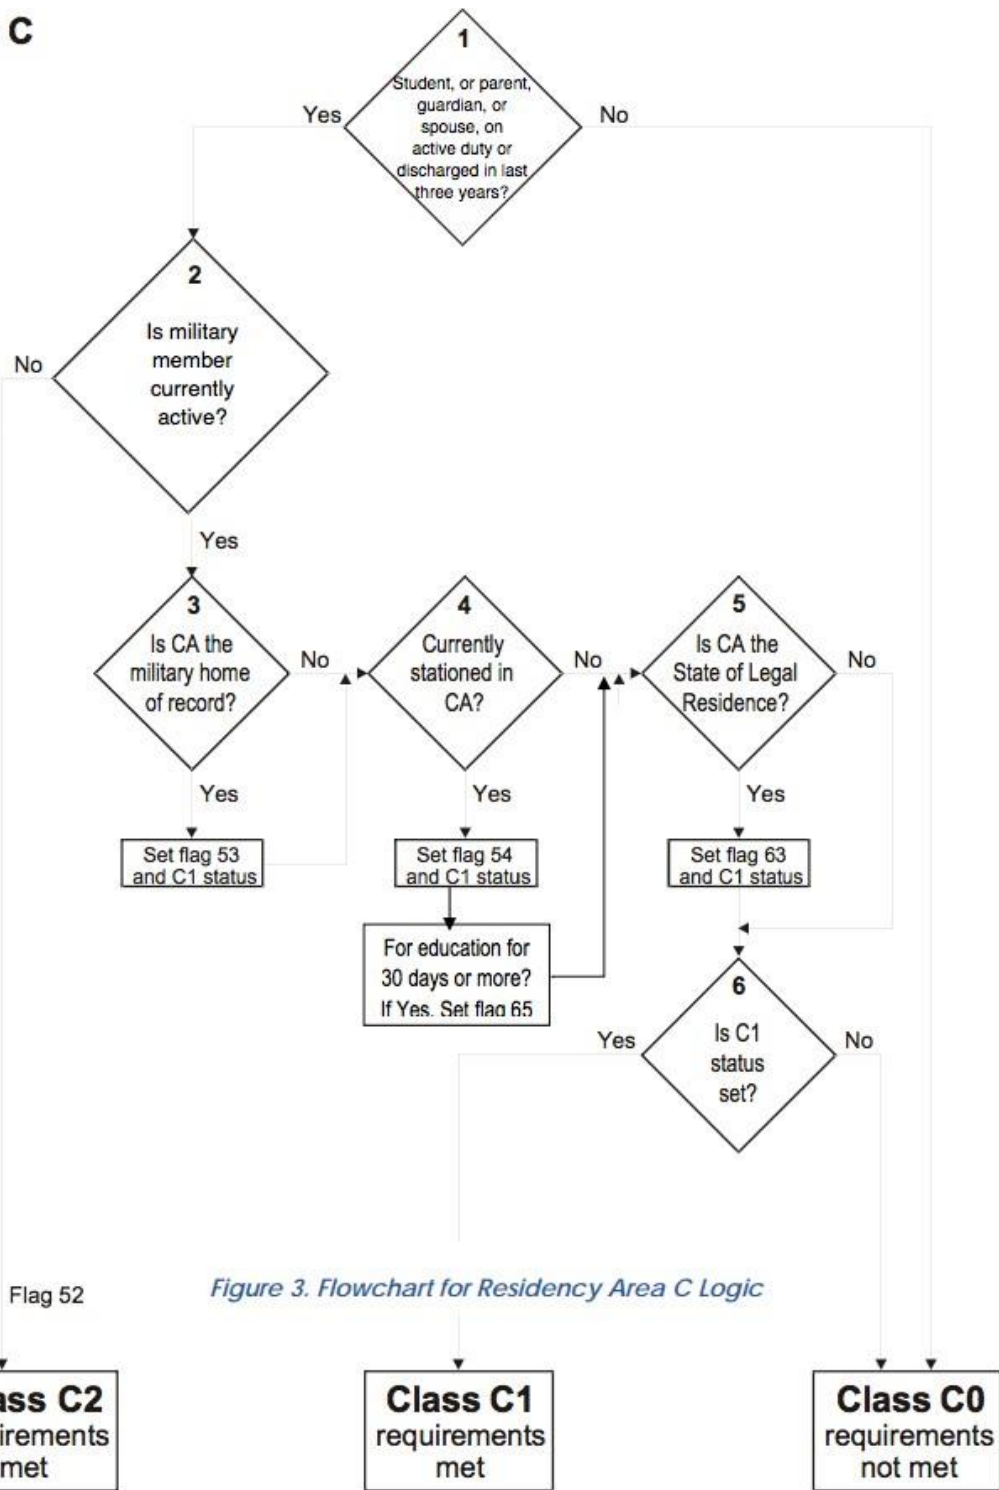 C
1
Student, or parent,
guardian, or
spouse, on
active duty or
discharged in last
three years?
Yes
No
2
Is military
member
currently
active?
No
Yes
3
Is CA the
military home
of record?
No
Yes
Set flag 53
and C1 status
4
Currently
stationed in
CA?
No
Yes
Set flag 54
and C1 status
For education for
30 days or more?
If Yes. Set flag 65
5
Is CA the
State of Legal
Residence?
No
Yes
Set flag 63
and C1 status
6
Is C1
status
set?
Yes
No
Flag 52
Figure 3. Flowchart for Residency Area C Logic
ass C2
irements
met
Class C1
requirements
met
Class C0
requirements
not met